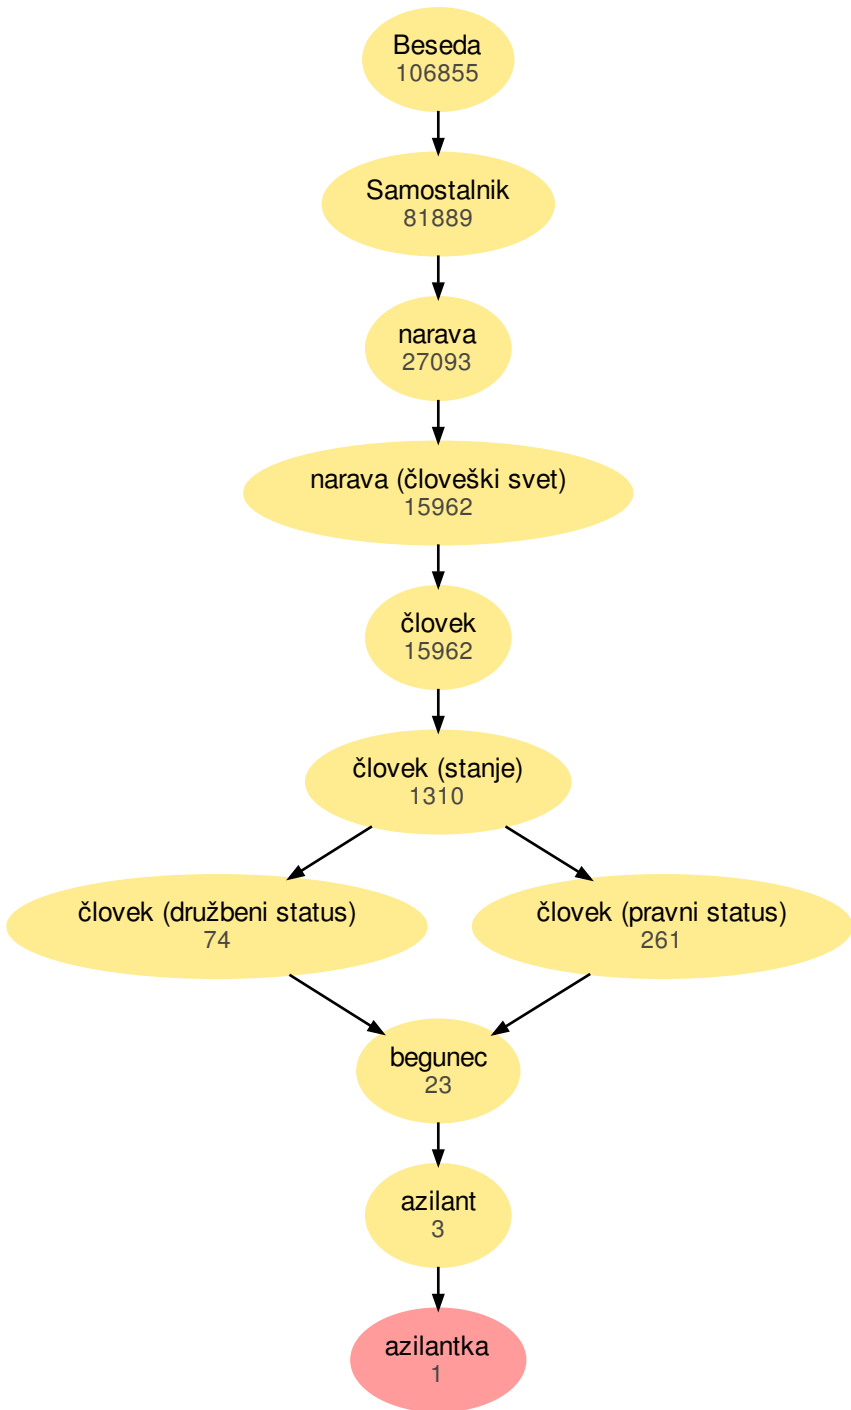 Beseda
106855
Samostalnik
81889
narava
27093
narava (človeški svet)
15962
človek
15962
človek (stanje)
1310
človek (družbeni status)
74
človek (pravni status)
261
begunec
23
azilant
3
azilantka
1